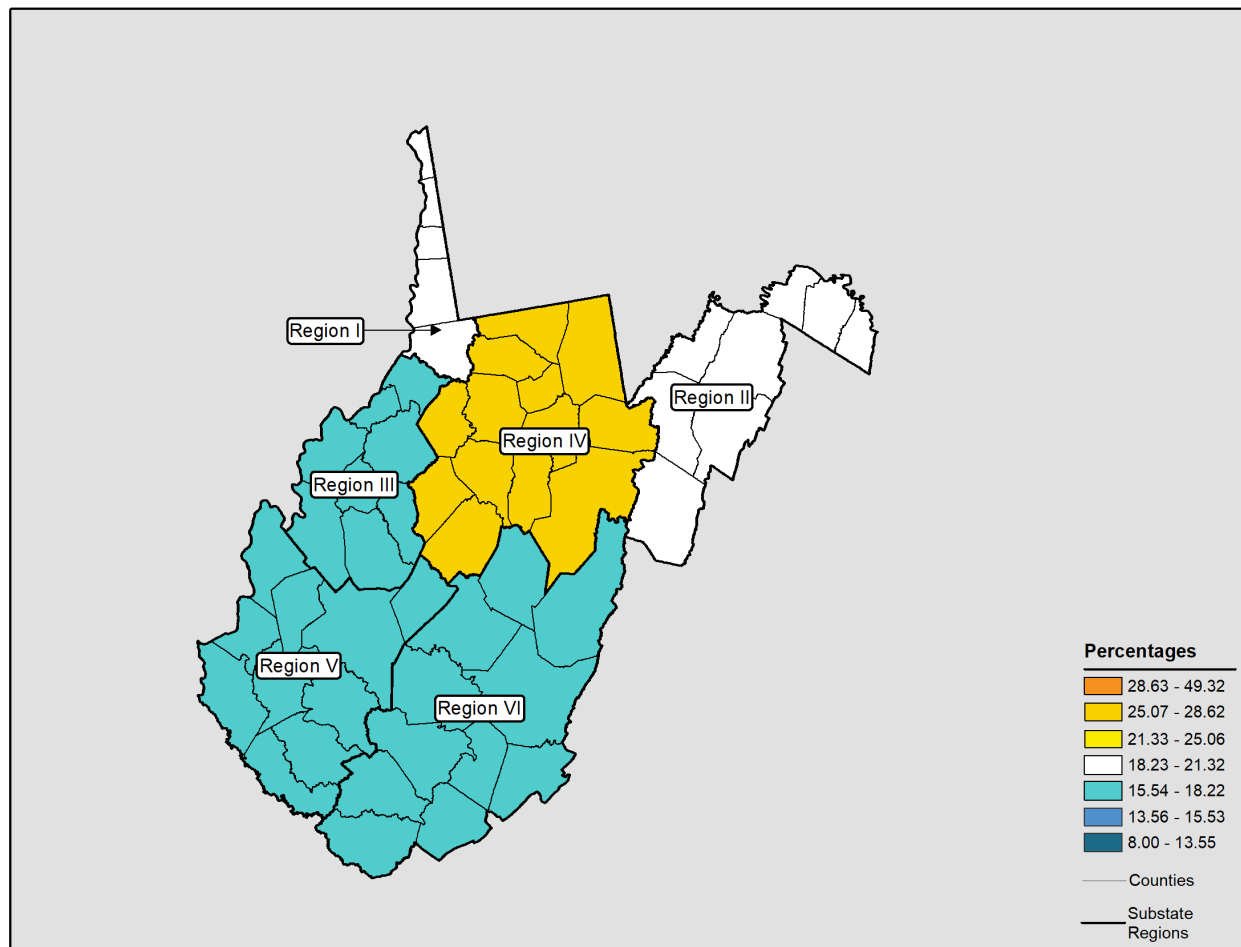 Region I
Region II
Region IV
Region III
Region V
Region VI
Percentages
28.63 - 49.32
25.07 - 28.62
21.33 - 25.06
18.23 - 21.32
15.54 - 18.22
13.56 - 15.53
8.00 - 13.55
Counties
Substate
Regions